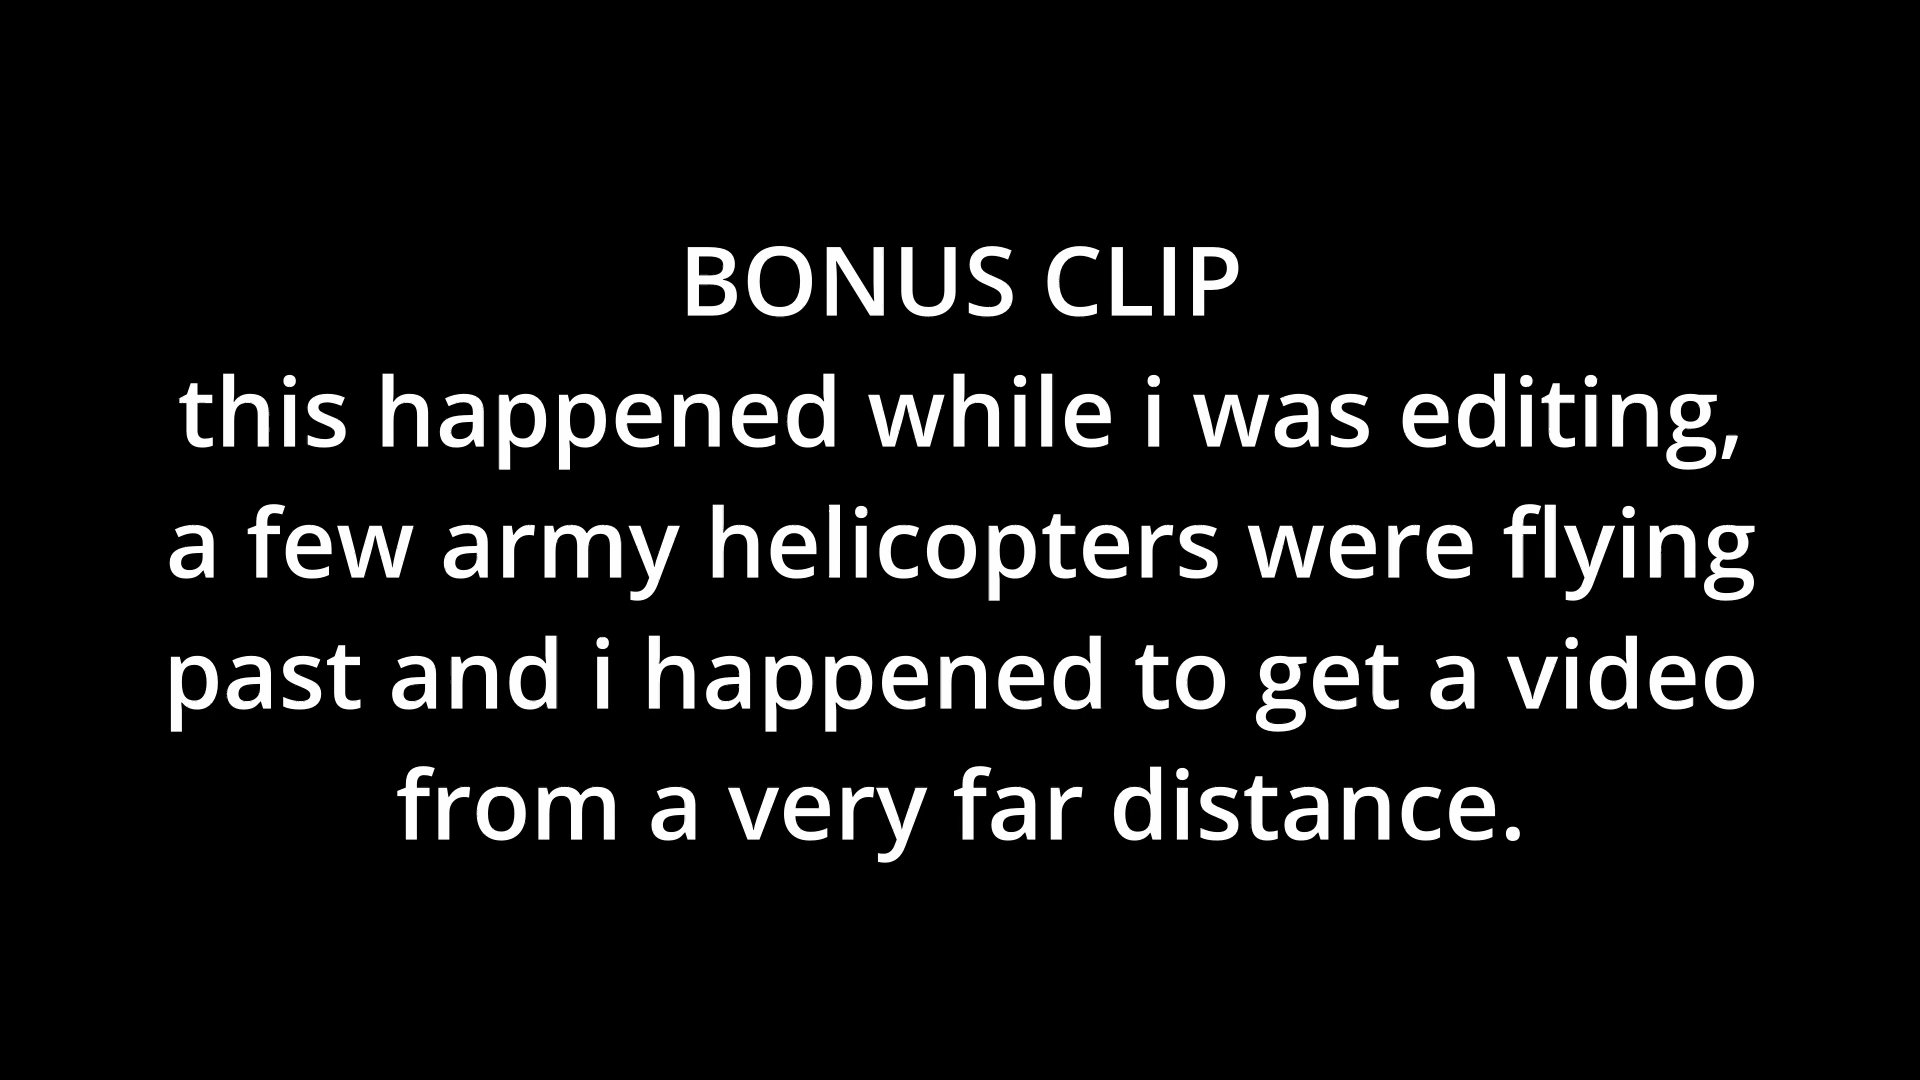 BONUS CLIP
this happened while i was editing,
a few army helicopters were flying
past and i happened to get a video
from a very far distance.